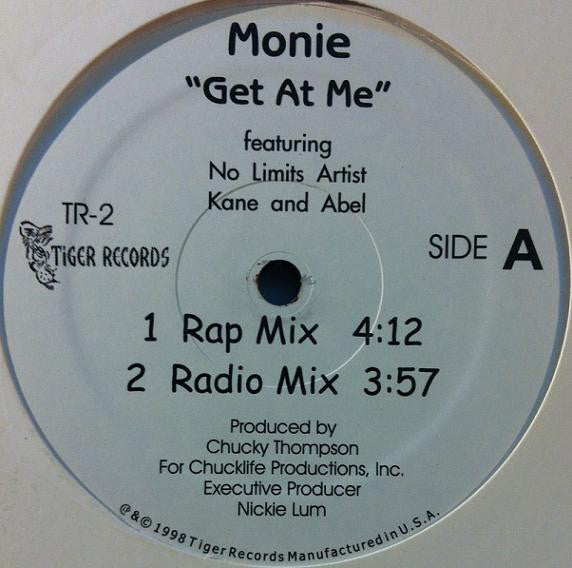 Monie
"Get At Me"
featuring
No Limits Artist
Kane and Abel
TR-2
TiGER RECORDS
SIDE A
1 Rap Mix 4:12
2 Radio Mix 3:57
Produced by
Chucky Thompson
For Chucklife Productions, Inc.
Executive Producer
Nickie Lum
@&© 1998 Tiger Records Manufactured in U.S.A.